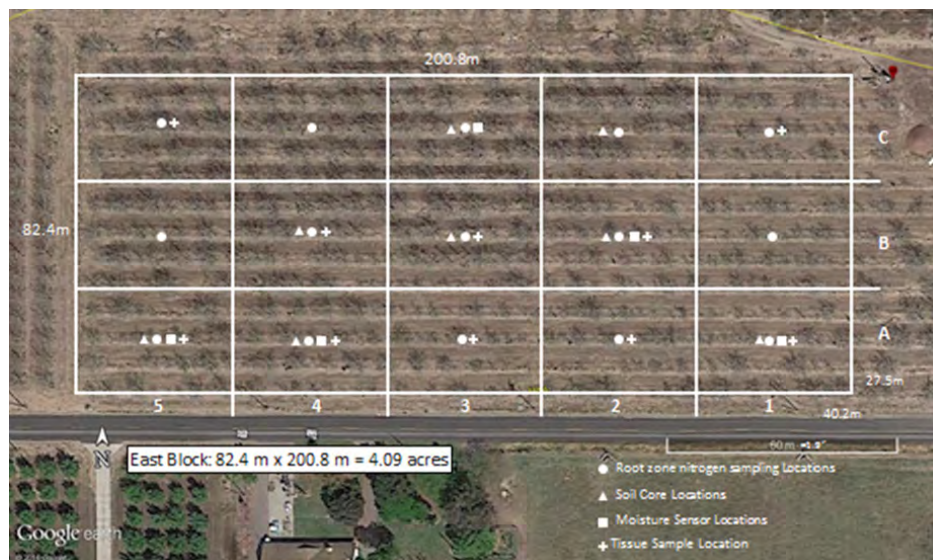 200.8m
C
82.4m
B
A
27.5m
5 4 3 2 1
40.2m
N
East Block: 82.4 m x 200.8 m = 4.09 acres
Root zone nitrogen sampling Locations
Soil Core Locations
Moisture Sensor Locations
Tissue Sample Location
Google earth